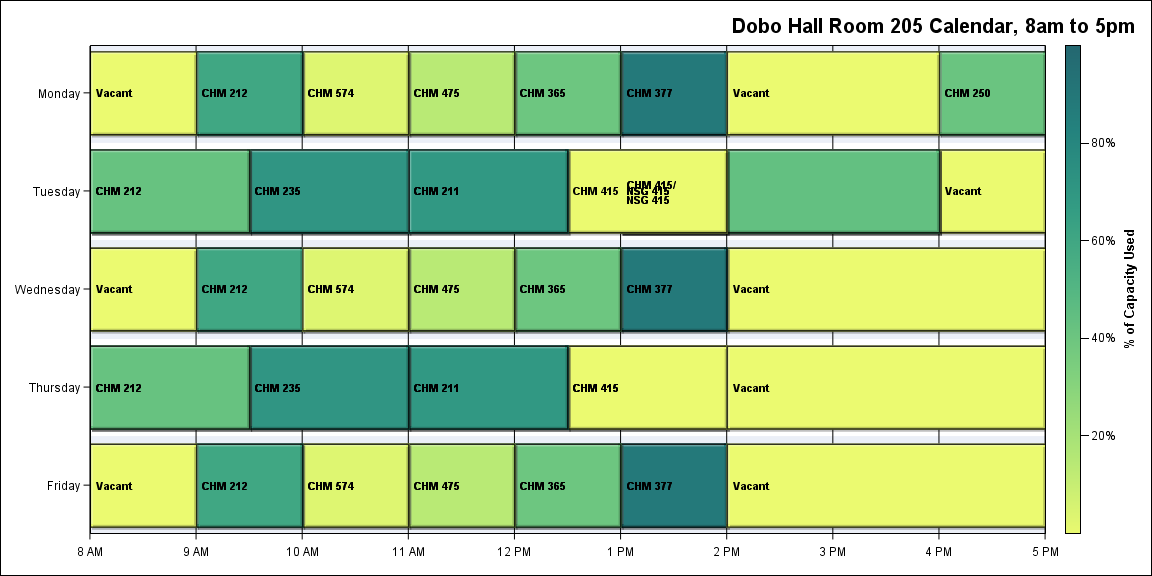 Dobo Hall Room 205 Calendar, 8am to 5pm
Monday
Vacant
CHM 212
CHM 574
CHM 475
CHM 365
CHM 377
Vacant
CHM 250
Tuesday
CHM 212
CHM 235
CHM 211
CHM 415
CHM 415/
NSG 415
NSG 415
Vacant
Wednesday
Vacant
CHM 212
CHM 574
CHM 475
CHM 365
CHM 377
Vacant
Thursday
CHM 212
CHM 235
CHM 211
CHM 415
Vacant
Friday
Vacant
CHM 212
CHM 574
CHM 475
CHM 365
CHM 377
Vacant
8 AM
9 AM
10 AM
11 AM
12 PM
1 PM
2 PM
3 PM
4 PM
5 PM
80%
60%
40%
20%
% of Capacity Used